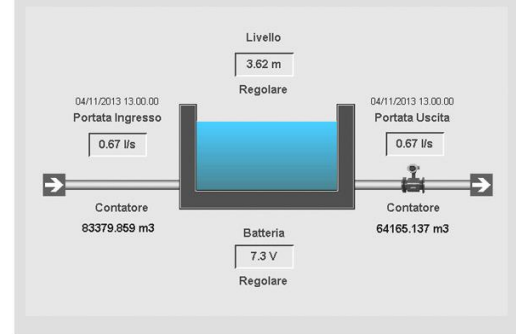 Livello
3.62 m
Regolare
04/11/2013 13.00.00
Portata Ingresso
0.67 l/s
04/11/2013 13.00.00
Portata Uscita
0.67 l/s
Contatore
83379.859 m3
Contatore
64165.137 m3
Batteria
7.3 V
Regolare